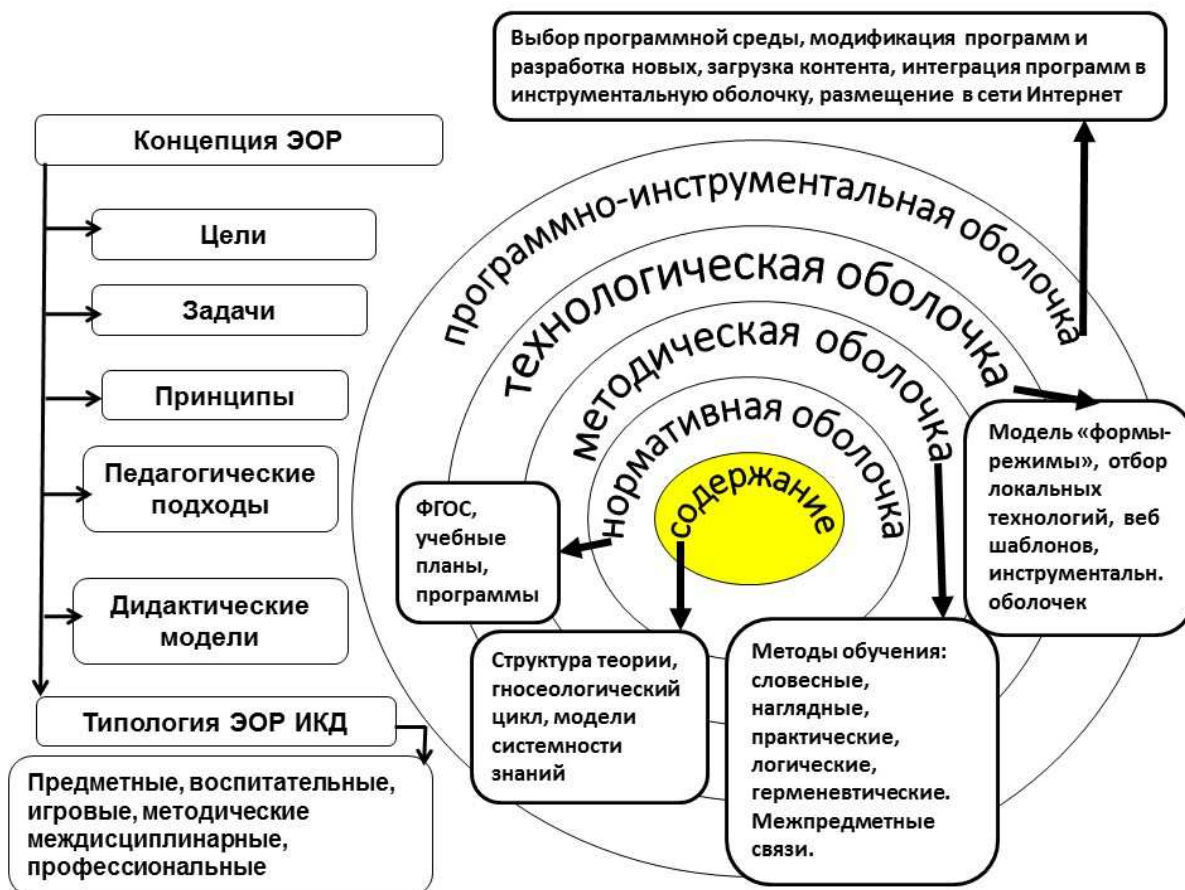 Выбор программной среды, модификация программ и
разработка новых, загрузка контента, интеграция программ в
инструментальную оболочку, размещение в сети Интернет
Концепция ЭОР
Цели
Задачи
Принципы
Педагогические
подходы
Дидактические
модели
Типология ЭОР ИКД
Предметные, воспитательные,
игровые, методические
междисциплинарные,
профессиональные
программно-инструментальная оболочка
технологическая оболочка
методическая оболочка
нормативная оболочка
содержание
ФГОС,
учебные
планы,
программы
Структура теории,
гносеологический
цикл, модели
системности
знаний
Методы обучения:
словесные,
наглядные,
практические,
логические,
герменевтические.
Межпредметные
связи.
Модель «формы-
режимы», отбор
локальных
технологий, веб
шаблонов,
инструментальн.
оболочек